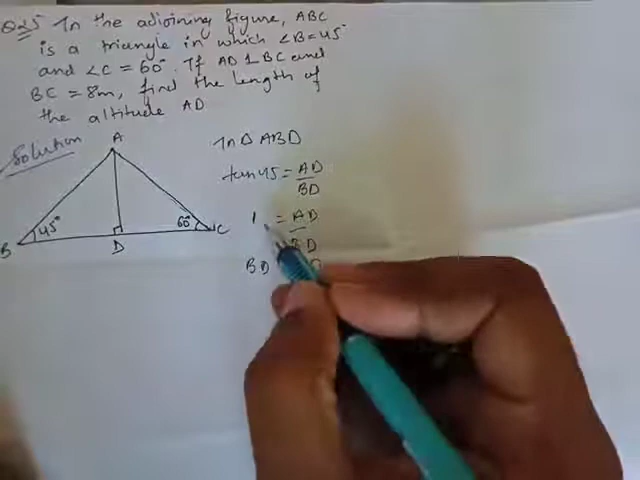 Q25 In the adjoining figure, ABC
is a triangle in which ∠B = 45°
and ∠C = 60°. If AD ⊥ BC and
BC = 8m, find the length of
the altitude AD
Solution
A
45°
60°
B
D
C
In Δ ABD
tan 45 = AD
BD
1 = AD
BD
BD